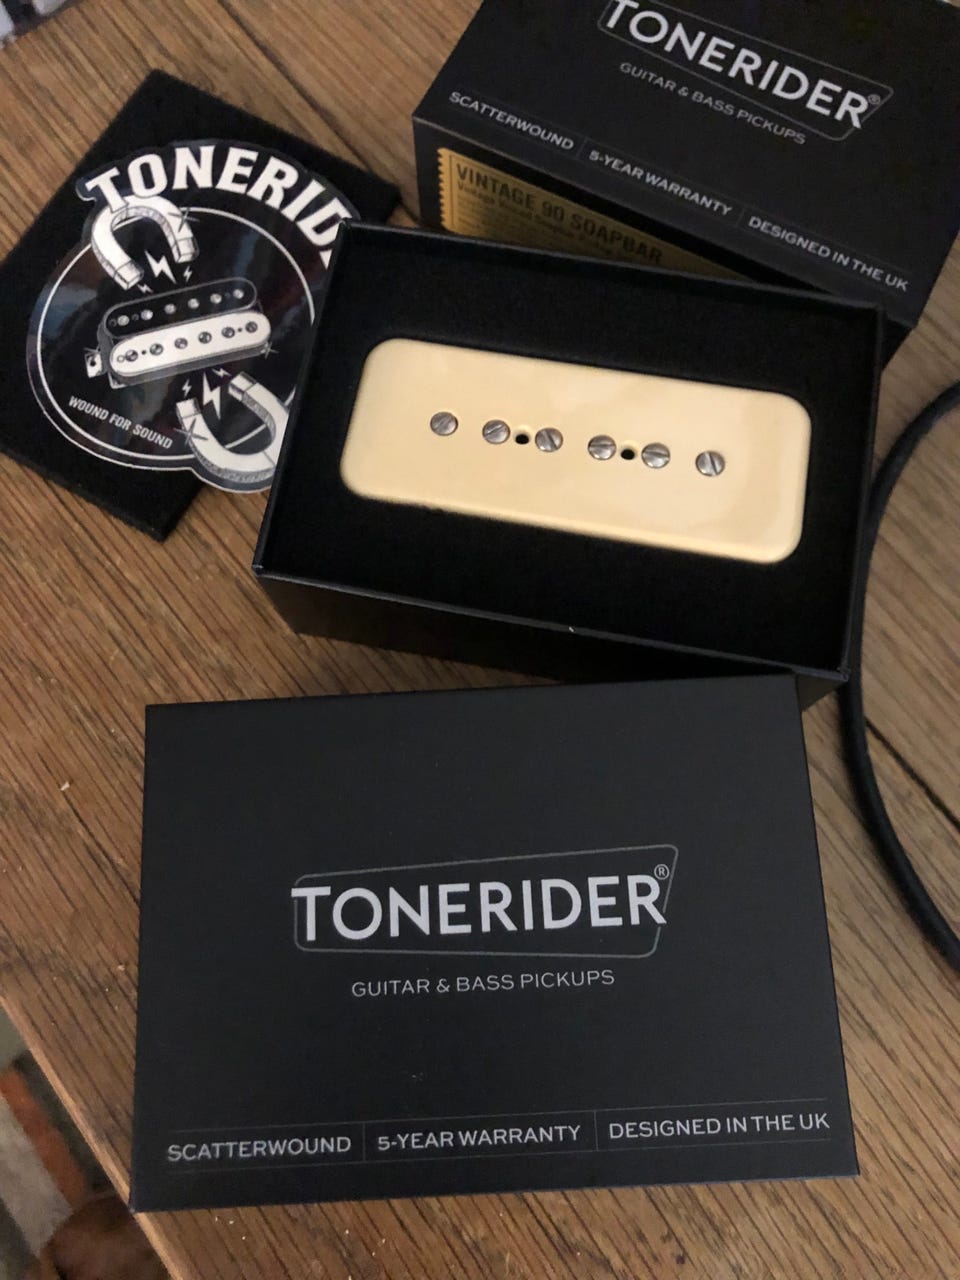 TONERIDER®
GUITAR & BASS PICKUPS
SCATTERWOUND
5-YEAR WARRANTY
DESIGNED IN THE UK
VINTAGE 90 SOAPBAR
TONERID
WOUND FOR SOUND
TONERIDER®
GUITAR & BASS PICKUPS
SCATTERWOUND
5-YEAR WARRANTY
DESIGNED IN THE UK